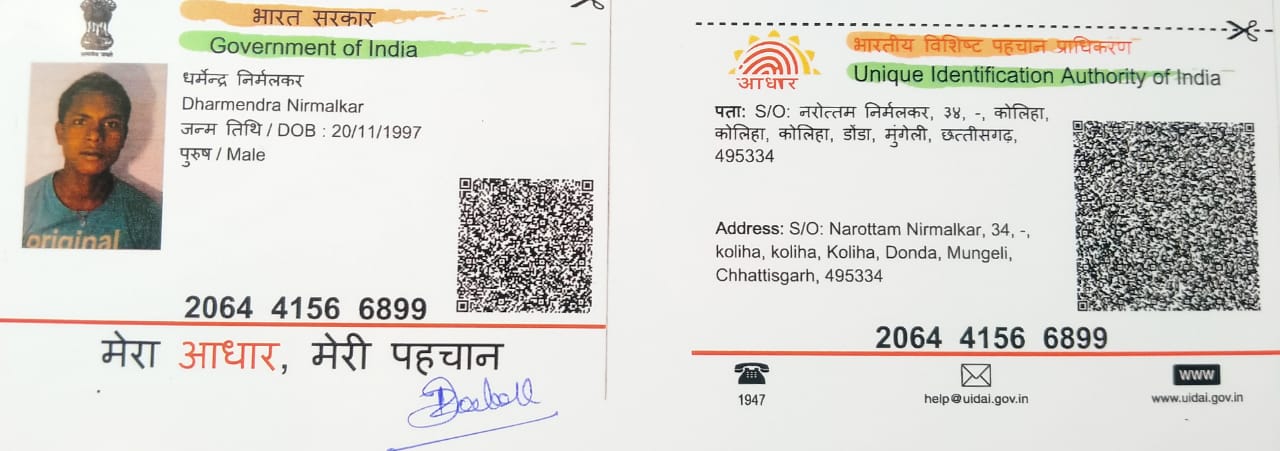 भारत सरकार
Government of India
धर्मेन्द्र निर्मलकर
Dharmendra Nirmalkar
जन्म तिथि / DOB : 20/11/1997
पुरुष / Male
original
2064 4156 6899
मेरा आधार, मेरी पहचान
भारतीय विशिष्ट पहचान प्राधिकरण
Unique Identification Authority of India
आधार
पता: S/O: नरोत्तम निर्मलकर, ३४, -, कोलिहा,
कोलिहा, कोलिहा, डोंडा, मुंगेली, छत्तीसगढ़,
495334
Address: S/O: Narottam Nirmalkar, 34, -,
koliha, koliha, Koliha, Donda, Mungeli,
Chhattisgarh, 495334
2064 4156 6899
1947
help@uidai.gov.in
www
www.uidai.gov.in